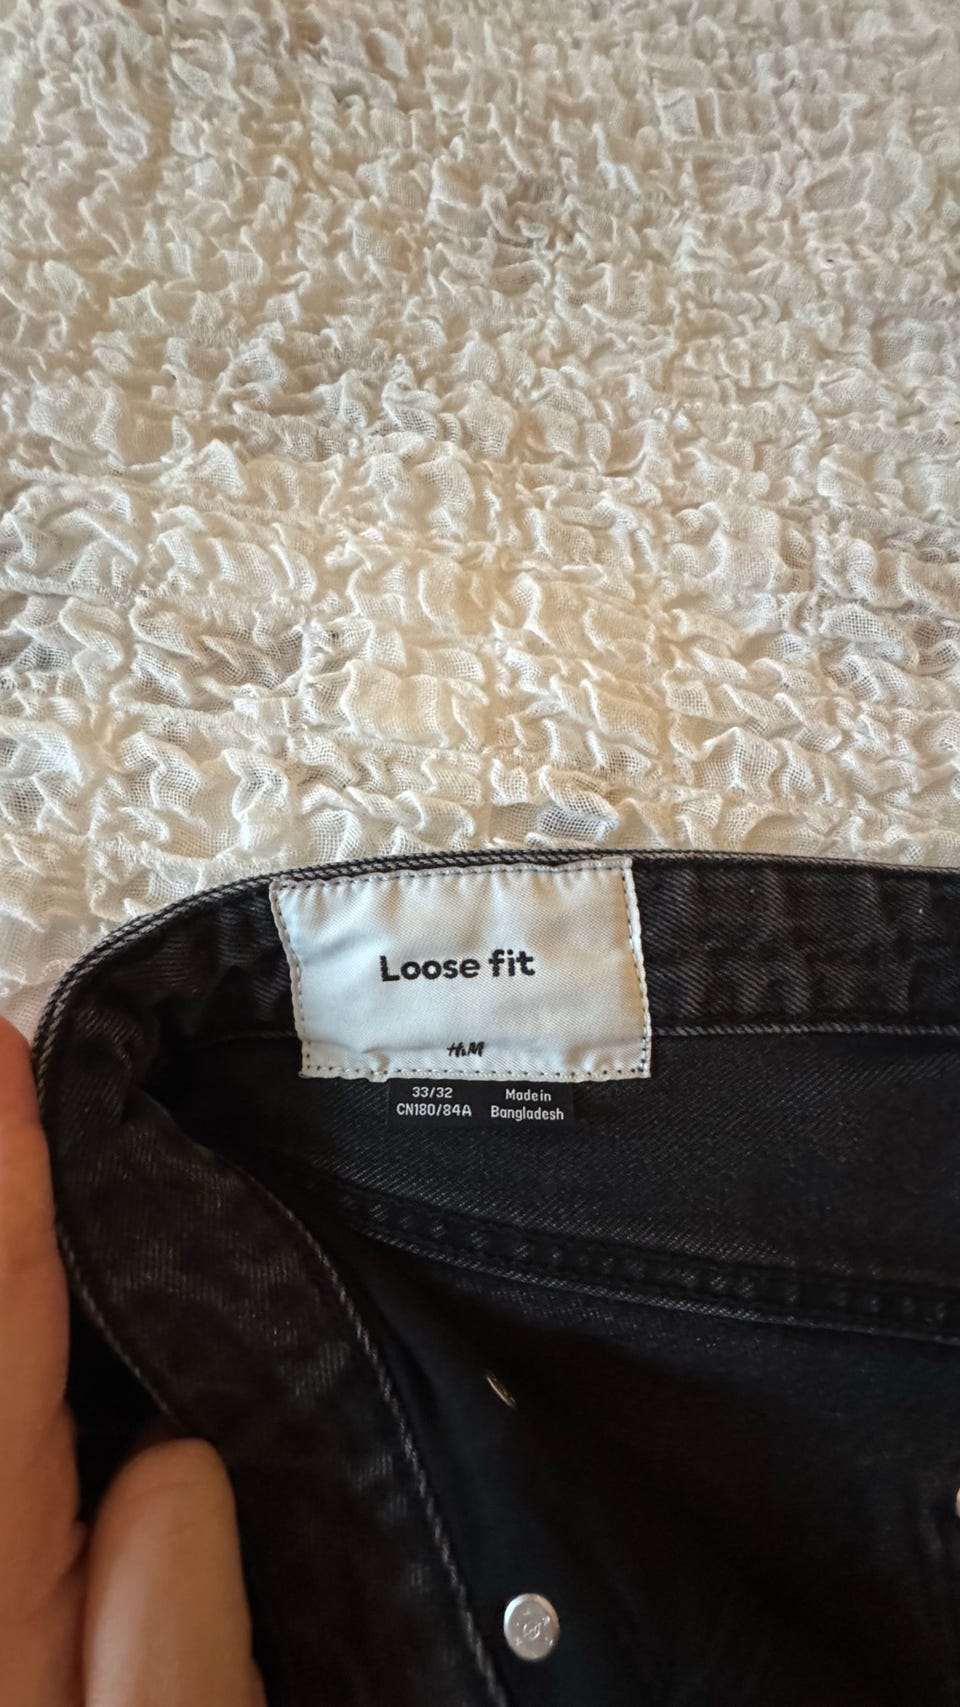 Loose fit
H&M
33/32
CN180/84A
Made in
Bangladesh